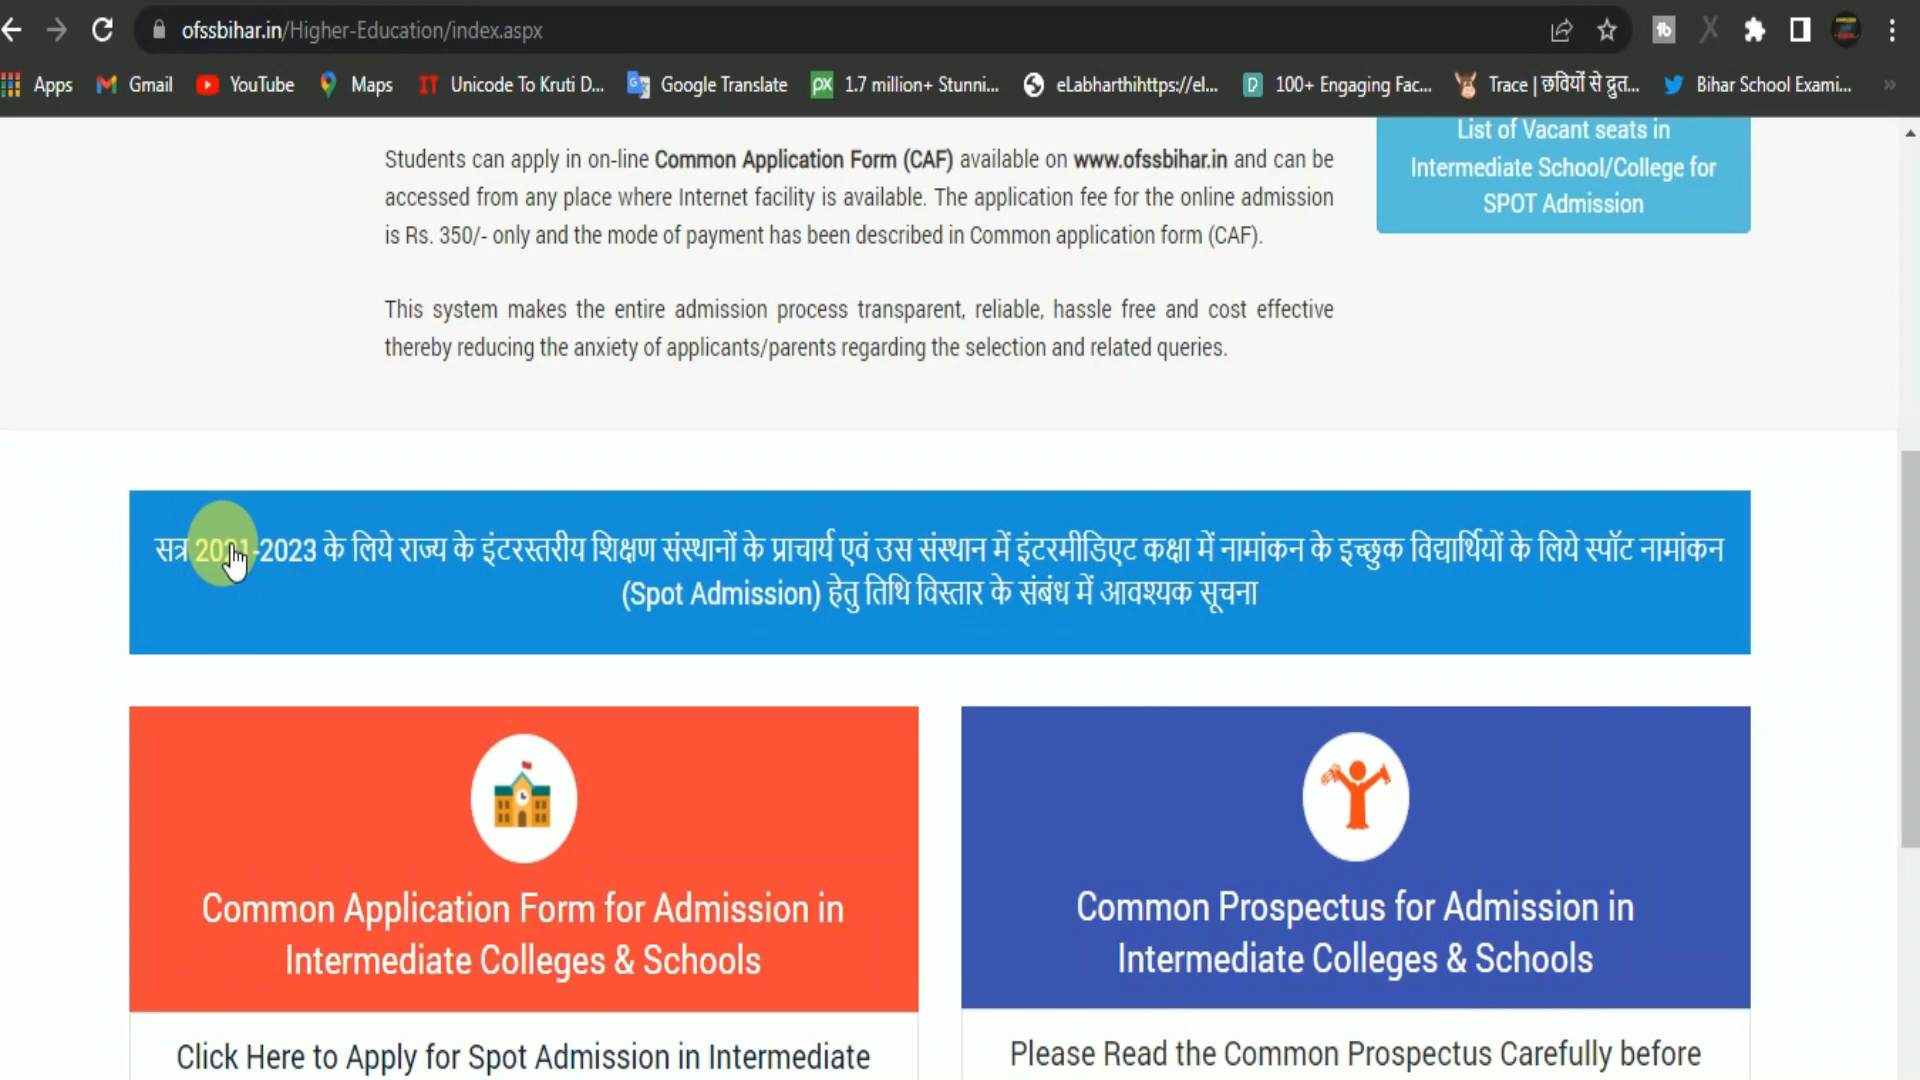 ofssbihar.in/Higher-Education/index.aspx
Apps Gmail YouTube Maps Unicode To Kruti D... Google Translate 1.7 million+ Stunni... eLabharthihttps://el... 100+ Engaging Fac... Trace | छवियों से द्रुत... Bihar School Exami... »
List of Vacant seats in
Intermediate School/College for
SPOT Admission
Students can apply in on-line Common Application Form (CAF) available on www.ofssbihar.in and can be
accessed from any place where Internet facility is available. The application fee for the online admission
is Rs. 350/- only and the mode of payment has been described in Common application form (CAF).
This system makes the entire admission process transparent, reliable, hassle free and cost effective
thereby reducing the anxiety of applicants/parents regarding the selection and related queries.
सत्र 2021-2023 के लिये राज्य के इंटरस्तरीय शिक्षण संस्थानों के प्राचार्य एवं उस संस्थान में इंटरमीडिएट कक्षा में नामांकन के इच्छुक विद्यार्थियों के लिये स्पॉट नामांकन
(Spot Admission) हेतु तिथि विस्तार के संबंध में आवश्यक सूचना
Common Application Form for Admission in
Intermediate Colleges & Schools
Click Here to Apply for Spot Admission in Intermediate
Common Prospectus for Admission in
Intermediate Colleges & Schools
Please Read the Common Prospectus Carefully before